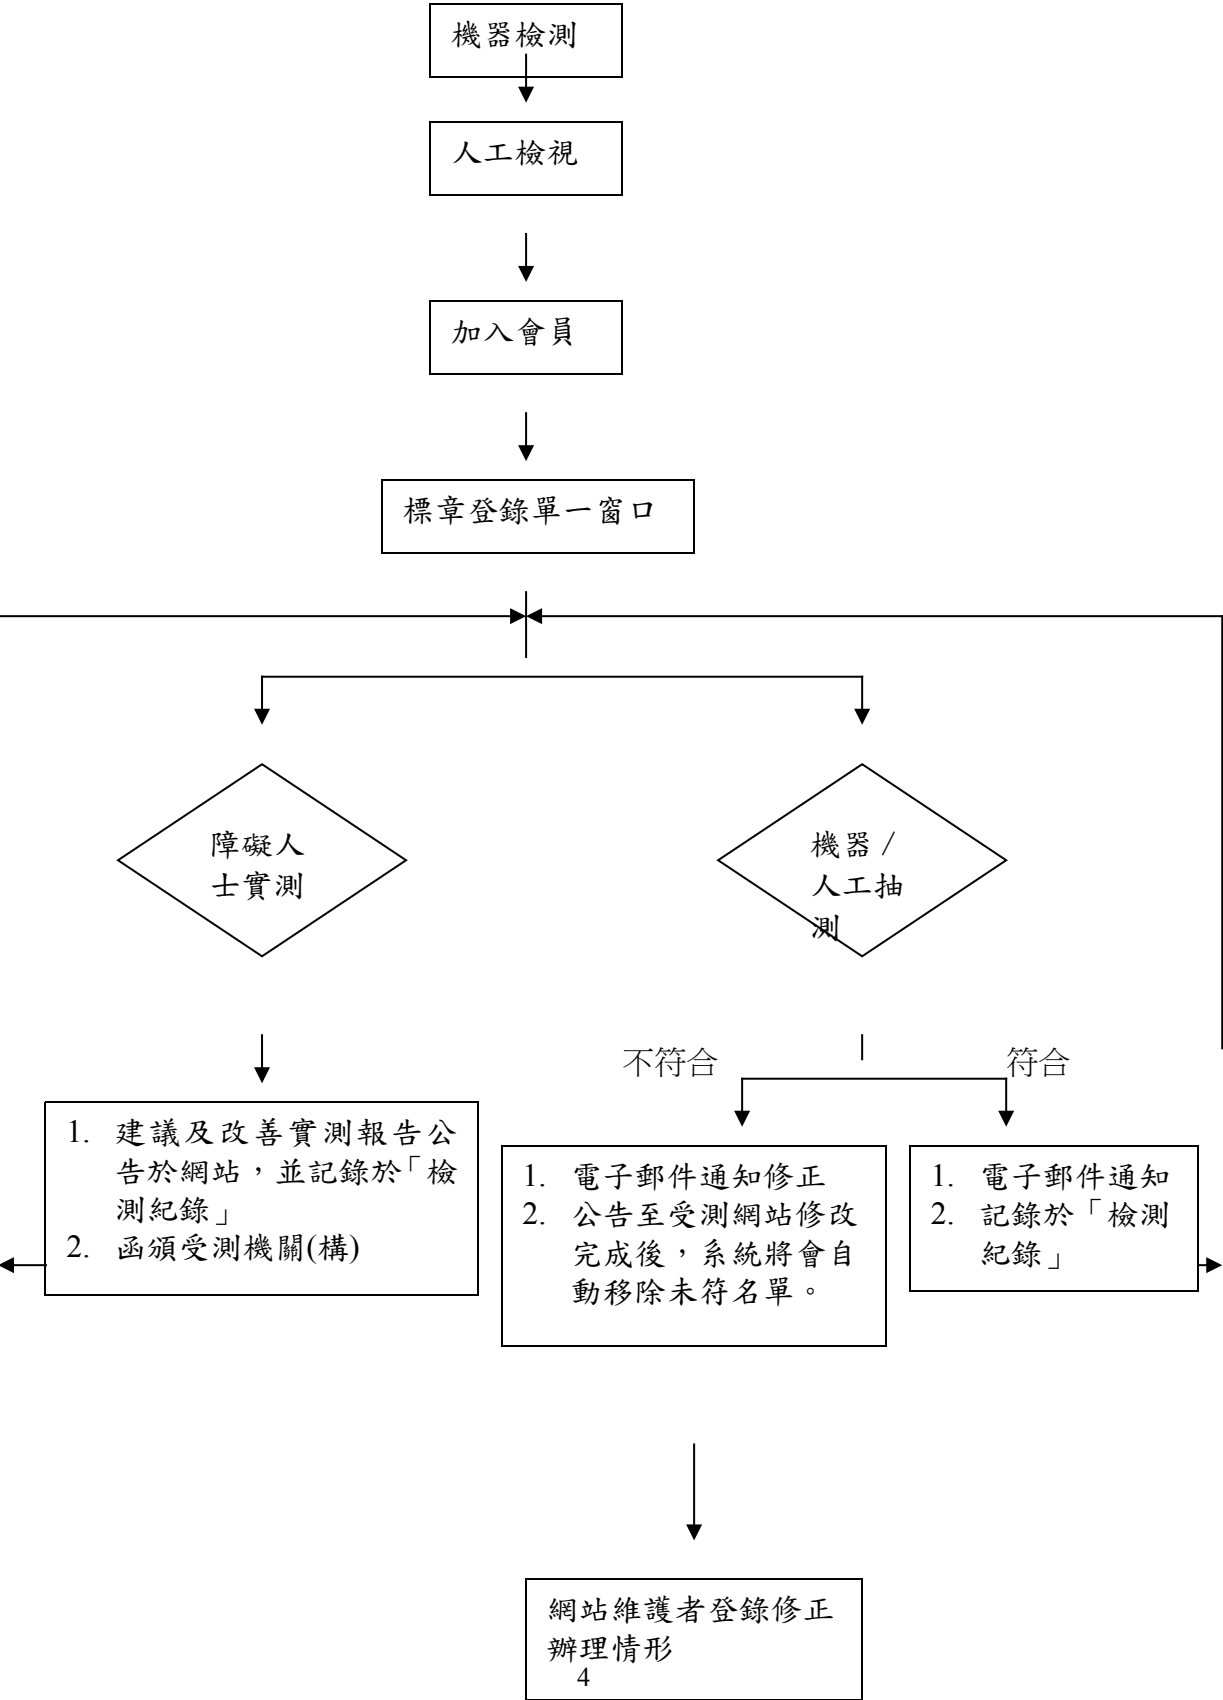 機器檢測
人工檢視
加入會員
標章登錄單一窗口
障礙人
士實測
機器／
人工抽
測
不符合
符合
1. 建議及改善實測報告公
告於網站，並記錄於「檢
測紀錄」
2. 函頒受測機關(構)
1. 電子郵件通知修正
2. 公告至受測網站修改
完成後，系統將會自
動移除未符名單。
1. 電子郵件通知
2. 記錄於「檢測
紀錄」
網站維護者登錄修正
辦理情形
4